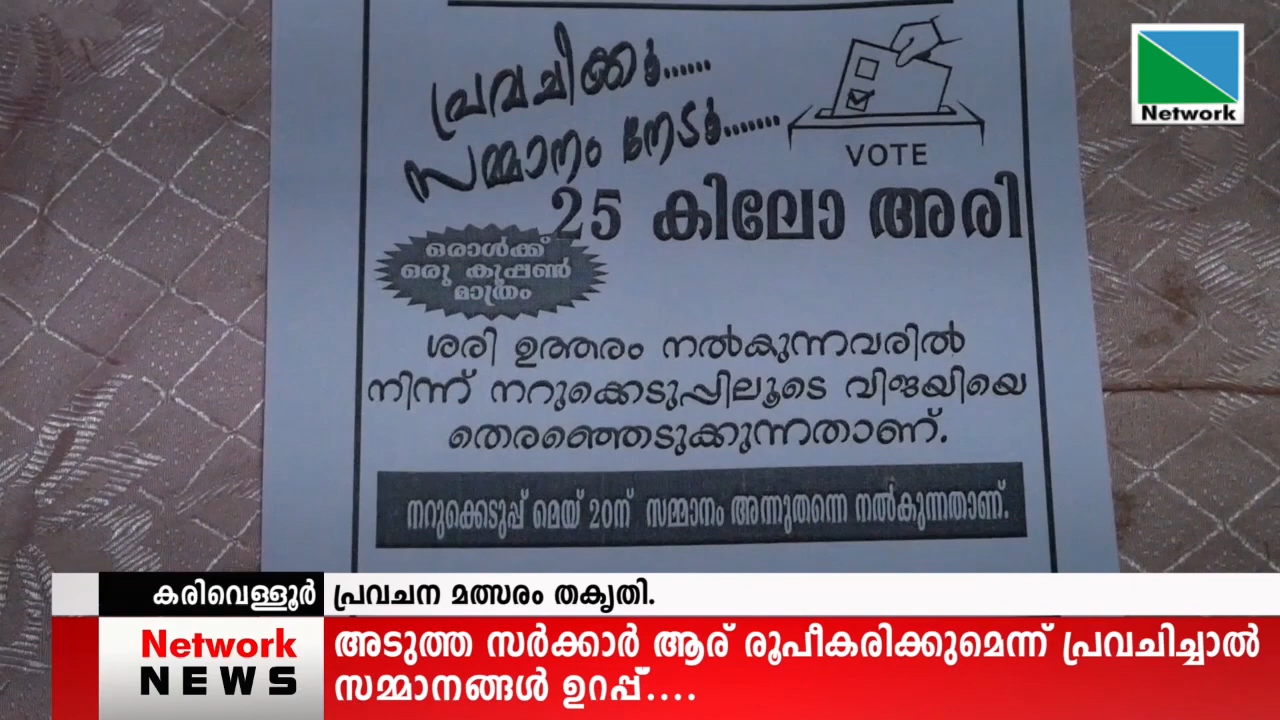 Network
പ്രവചിക്കൂ......
സമ്മാനം നേടൂ.......
VOTE
25 കിലോ അരി
ഒരാൾക്ക്
ഒരു കൂപ്പൺ
മാത്രം
ശരി ഉത്തരം നൽകുന്നവരിൽ
നിന്ന് നറുക്കെടുപ്പിലൂടെ വിജയിയെ
തെരഞ്ഞെടുക്കുന്നതാണ്.
നറുക്കെടുപ്പ് മെയ് 20ന് സമ്മാനം അന്നുതന്നെ നൽകുന്നതാണ്.
കരിവെള്ളൂർ പ്രവചന മത്സരം തകൃതി.
Network
NEWS
അടുത്ത സർക്കാർ ആര് രൂപീകരിക്കുമെന്ന് പ്രവചിച്ചാൽ
സമ്മാനങ്ങൾ ഉറപ്പ്....